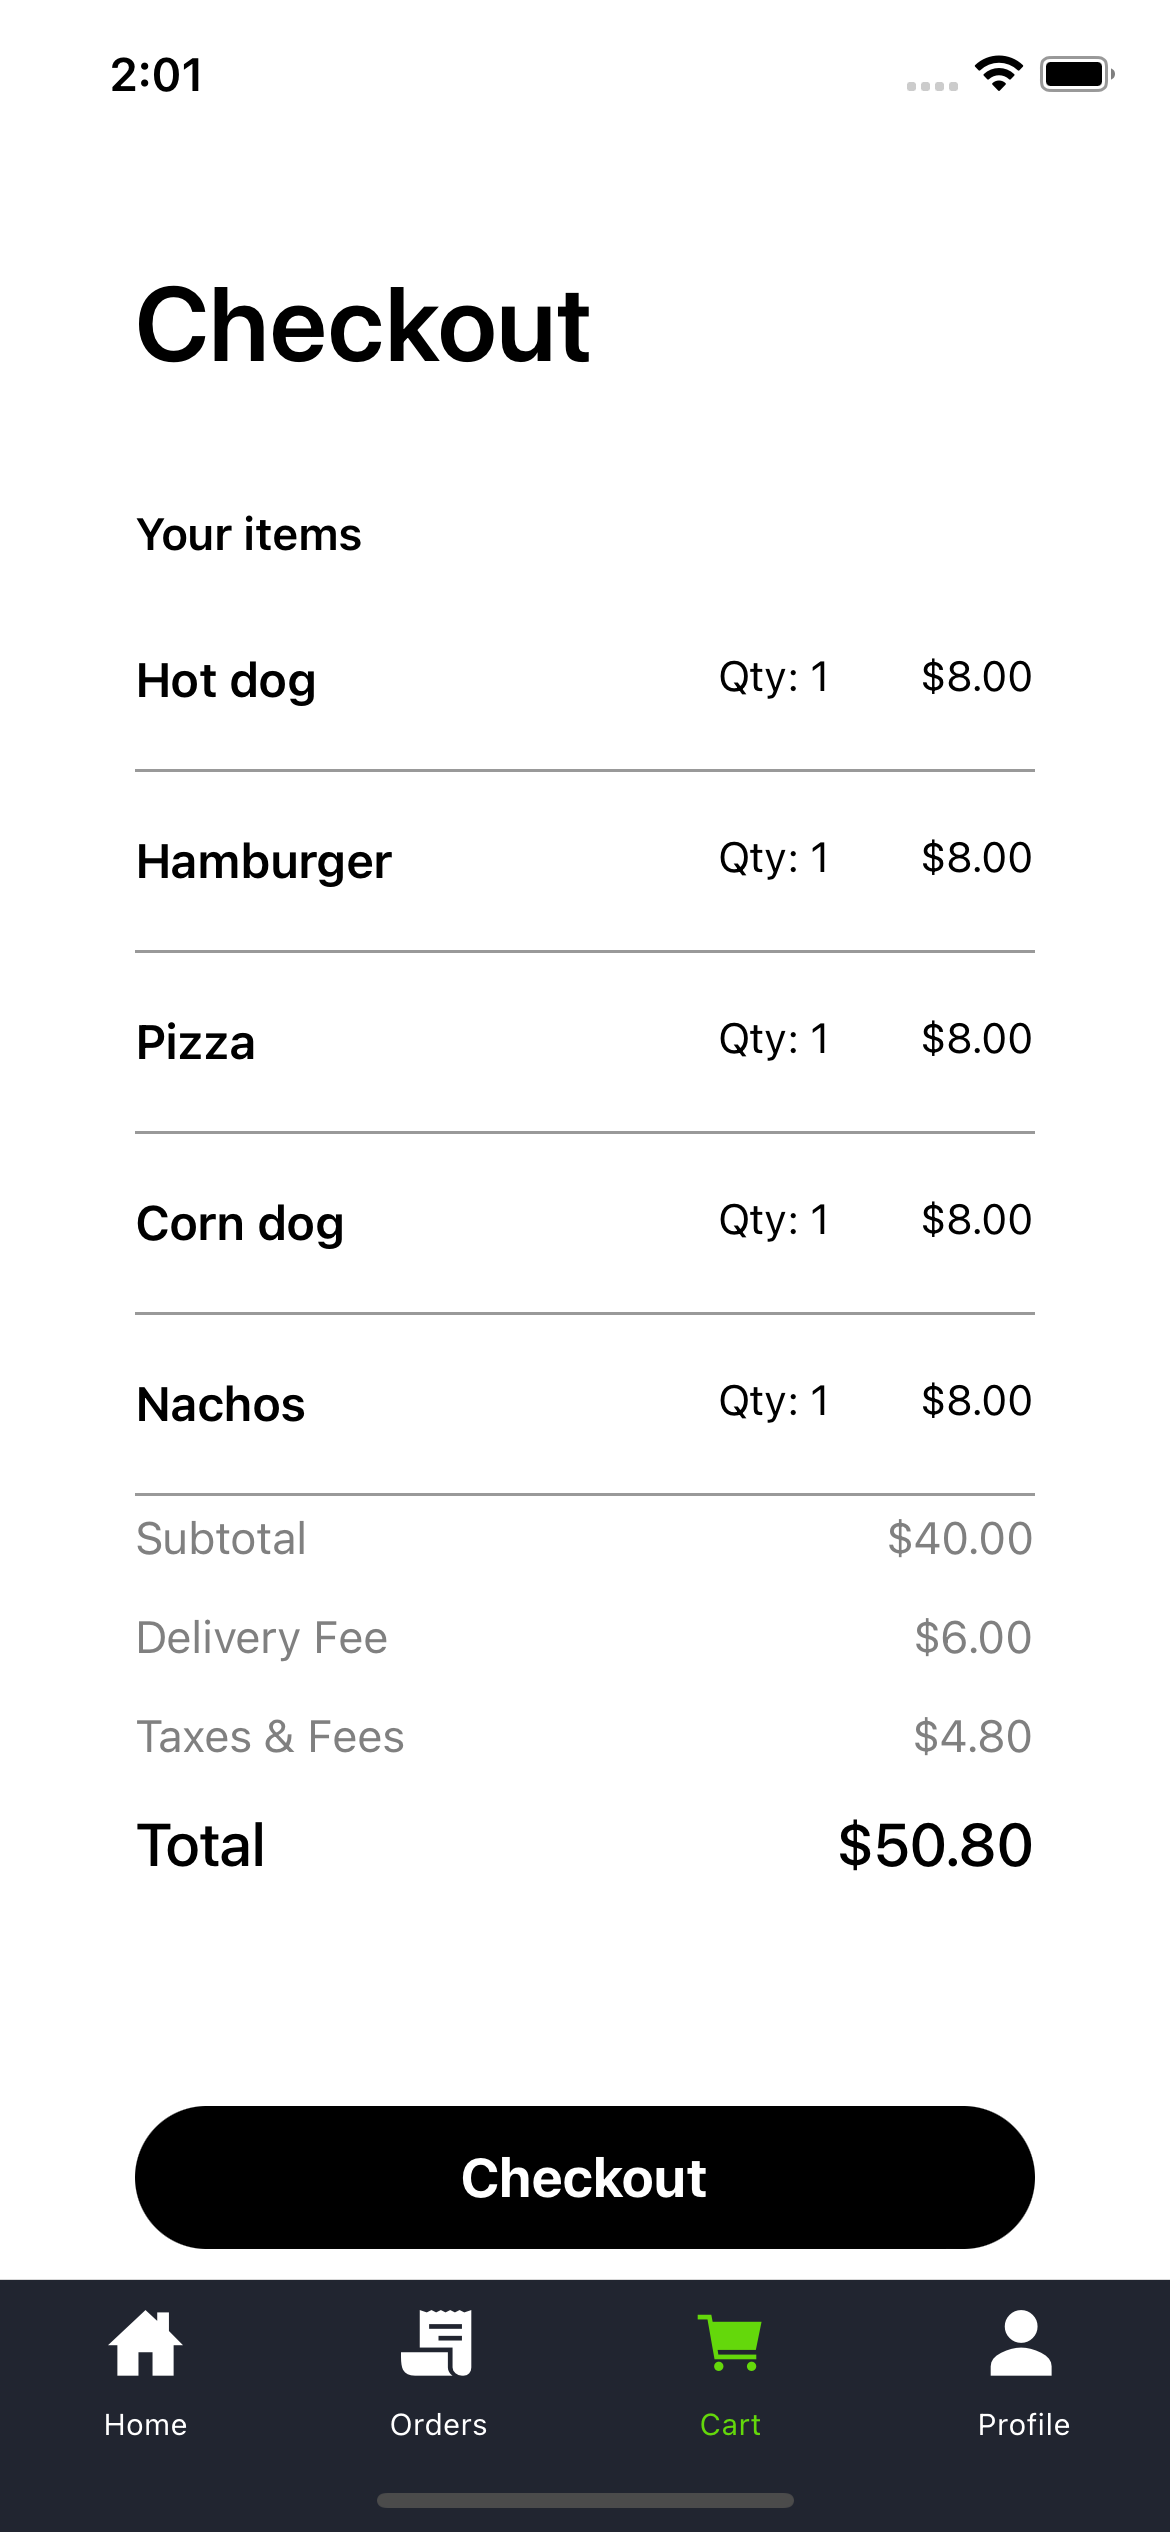 2:01
Checkout
Your items
Hot dog Qty: 1 $8.00
Hamburger Qty: 1 $8.00
Pizza Qty: 1 $8.00
Corn dog Qty: 1 $8.00
Nachos Qty: 1 $8.00
Subtotal $40.00
Delivery Fee $6.00
Taxes & Fees $4.80
Total $50.80
Checkout
Home Orders Cart Profile